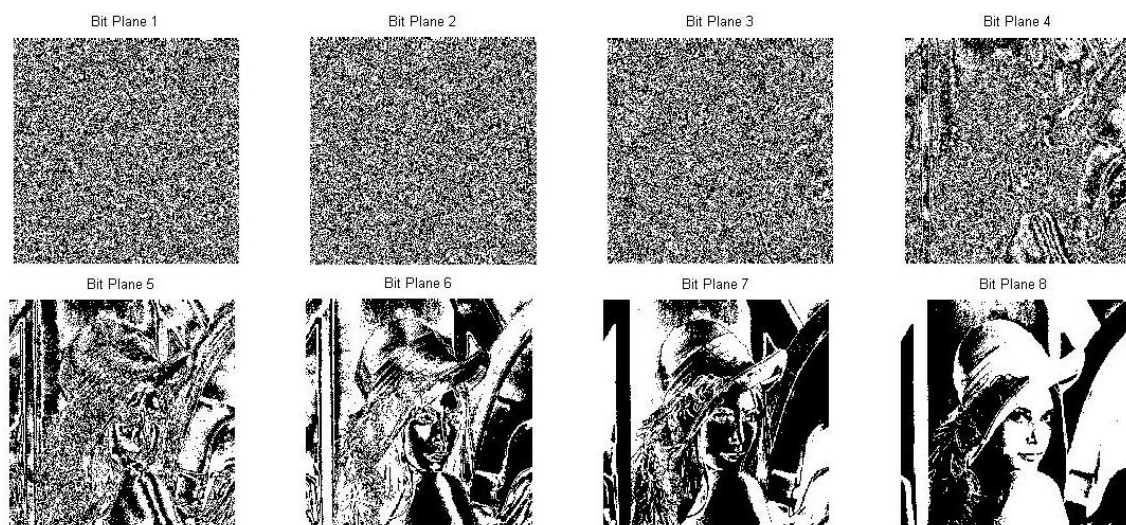 Bit Plane 1
Bit Plane 2
Bit Plane 3
Bit Plane 4
Bit Plane 5
Bit Plane 6
Bit Plane 7
Bit Plane 8